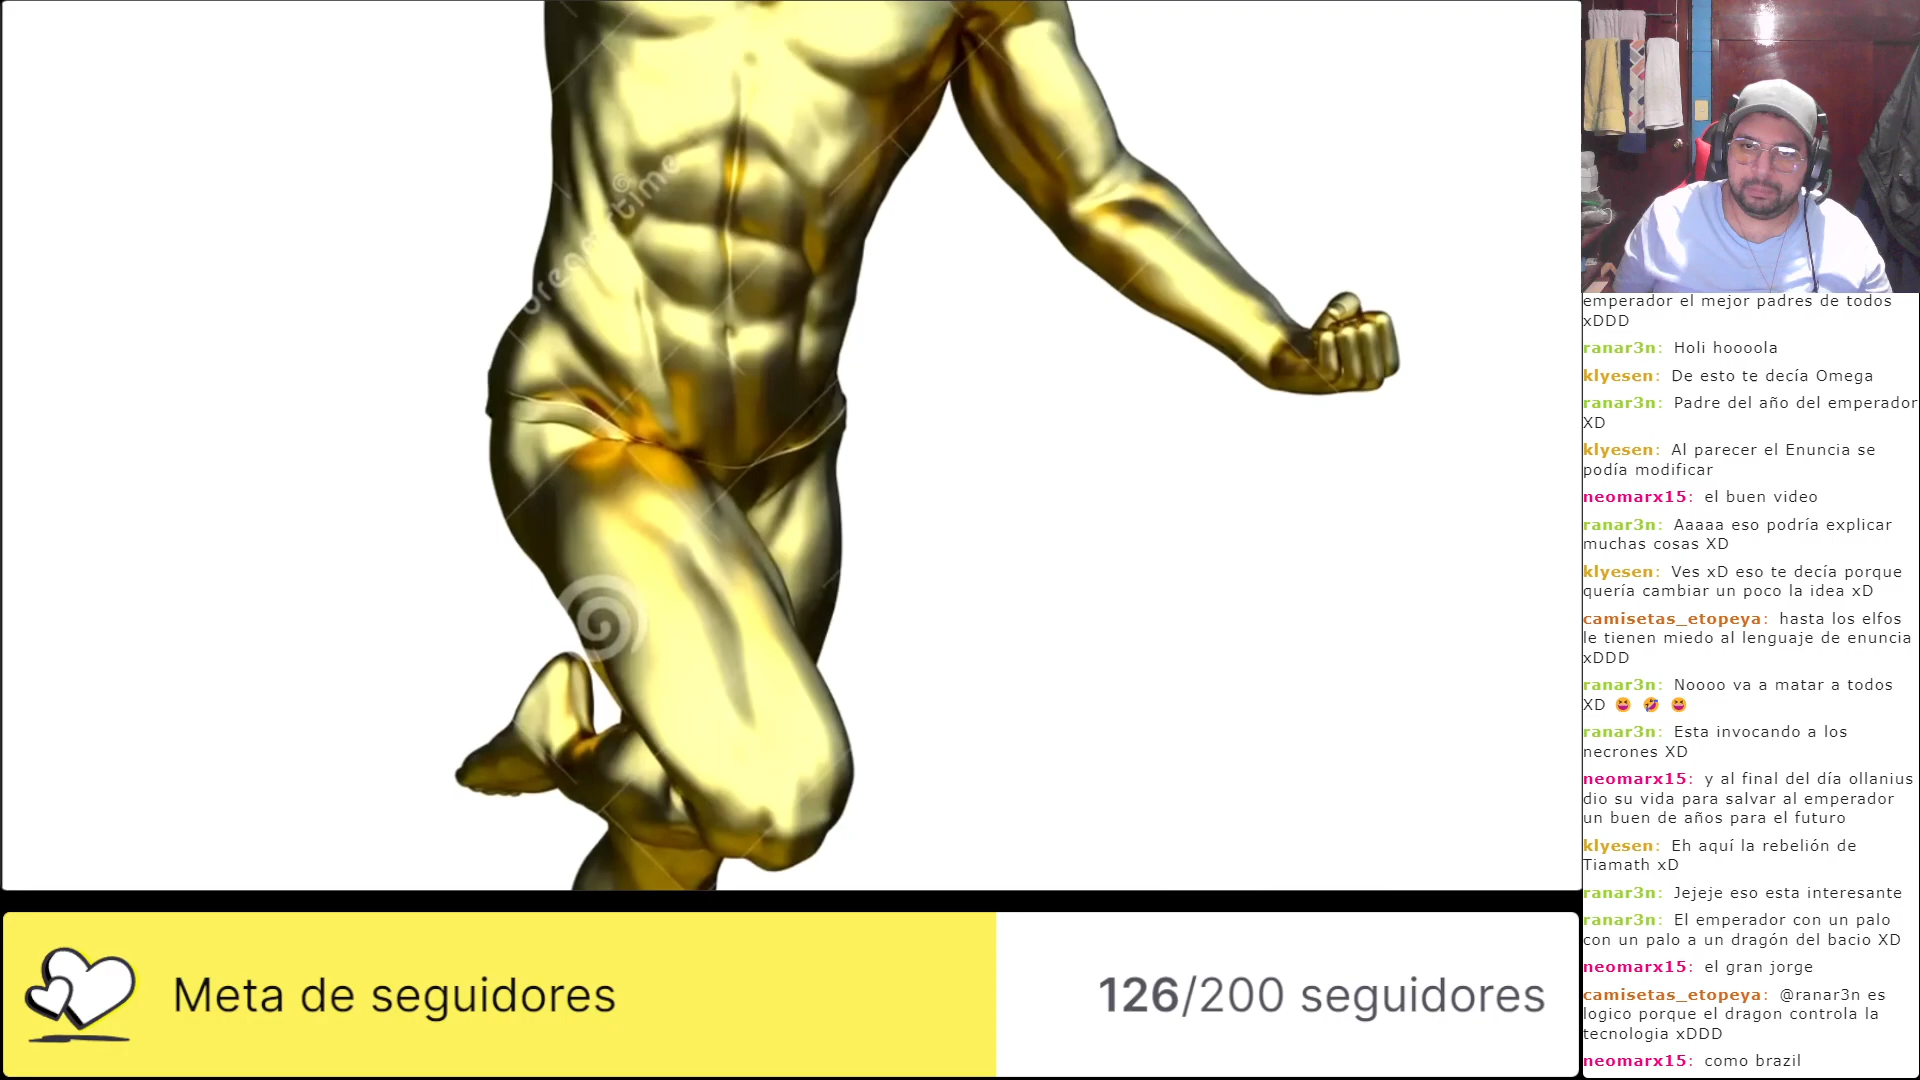 dreamstime
emperador el mejor padres de todos
xDDD
ranar3n: Holi hoooola
klyesen: De esto te decía Omega
ranar3n: Padre del año del emperador
XD
klyesen: Al parecer el Enuncia se
podía modificar
neomarx15: el buen video
ranar3n: Aaaaa eso podría explicar
muchas cosas XD
klyesen: Ves xD eso te decía porque
quería cambiar un poco la idea xD
camisetas_etopeya: hasta los elfos
le tienen miedo al lenguaje de enuncia
xDDD
ranar3n: Noooo va a matar a todos
XD 😆 🤣 😆
ranar3n: Esta invocando a los
necrones XD
neomarx15: y al final del día ollanius
dio su vida para salvar al emperador
un buen de años para el futuro
klyesen: Eh aquí la rebelión de
Tiamath xD
ranar3n: Jejeje eso esta interesante
ranar3n: El emperador con un palo
con un palo a un dragón del bacio XD
neomarx15: el gran jorge
camisetas_etopeya: @ranar3n es
logico porque el dragon controla la
tecnologia xDDD
neomarx15: como brazil
Meta de seguidores
126/200 seguidores